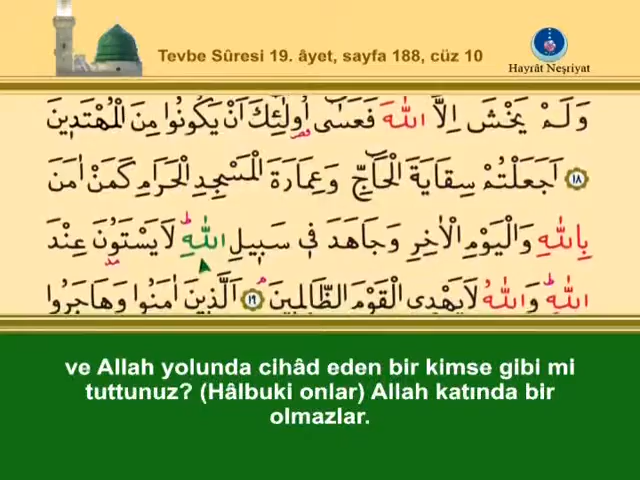 Tevbe Sûresi 19. âyet, sayfa 188, cüz 10
Hayrât Neşriyat
وَلَمْ يَخْشَ اِلَّا اللّٰهَ فَعَسٰٓى اُو۬لٰٓئِكَ اَنْ يَكُونُوا مِنَ الْمُهْتَد۪ينَ
﴿١٨﴾ اَجَعَلْتُمْ سِقَايَةَ الْحَٓاجِّ وَعِمَارَةَ الْمَسْجِدِ الْحَرَامِ كَمَنْ اٰمَنَ
بِاللّٰهِ وَالْيَوْمِ الْاٰخِرِ وَجَاهَدَ ف۪ي سَب۪يلِ اللّٰهِۜ لَا يَسْتَوُ۫نَ عِنْدَ
اللّٰهِۜ وَاللّٰهُ لَا يَهْدِي الْقَوْمَ الظَّالِم۪ينَۢ ﴿١٩﴾ اَلَّذ۪ينَ اٰمَنُوا وَهَاجَرُوا
ve Allah yolunda cihâd eden bir kimse gibi mi
tuttunuz? (Hâlbuki onlar) Allah katında bir
olmazlar.